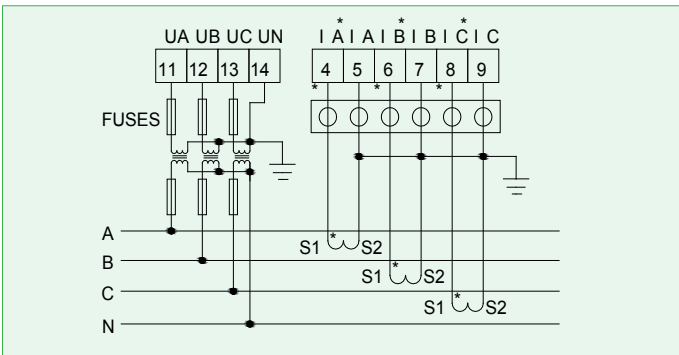 UA UB UC UN
* * *
I A I A I B I B I C I C
11 12 13 14
4 5 6 7 8 9
* * *
FUSES
A
* S1 S2
B
* S1 S2
C
* S1 S2
N